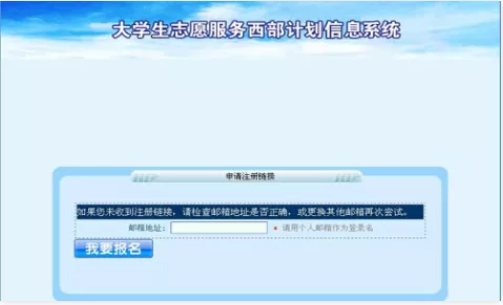 大学生志愿服务西部计划信息系统
申请注册链接
如果您未收到注册链接，请检查邮箱地址是否正确，或更换其他邮箱再次尝试。
邮箱地址： * 请用个人邮箱作为登录名
我要报名